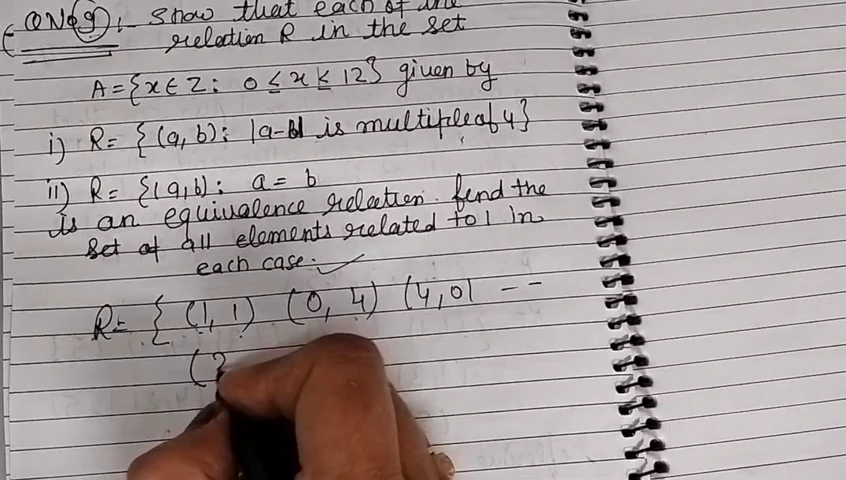 QNo 9. Show that each of the
relation R in the set
A = {x ∈ Z : 0 ≤ x ≤ 12} given by
i) R = { (a, b) : |a-b| is multiple of 4}
ii) R = {(a,b) : a = b
is an equivalence relation. find the
set of all elements related to 1 in
each case.
R = { (1, 1) (0, 4) (4, 0) --
(